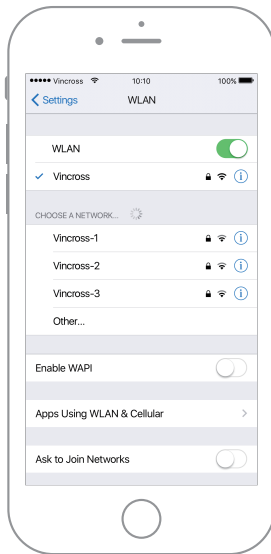 Vincross 10:10 100%
Settings WLAN
WLAN
Vincross
CHOOSE A NETWORK...
Vincross-1
Vincross-2
Vincross-3
Other...
Enable WAPI
Apps Using WLAN & Cellular
Ask to Join Networks